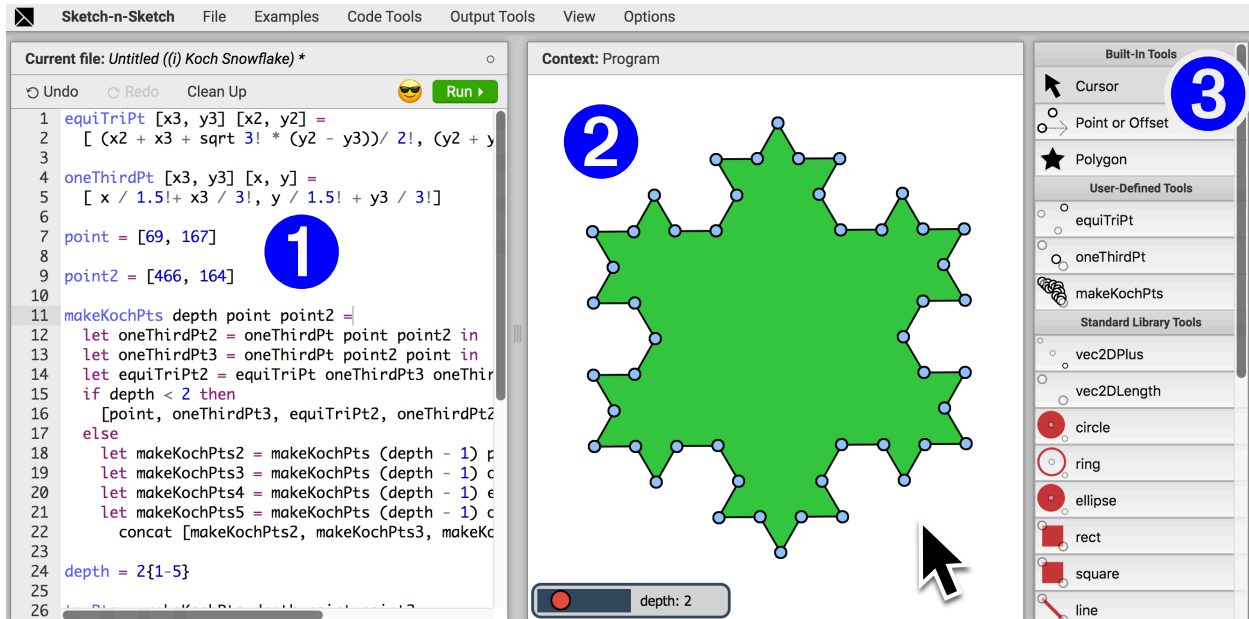 Sketch-n-Sketch File Examples Code Tools Output Tools View Options
Current file: Untitled ((i) Koch Snowflake) *
Undo Redo Clean Up Run
1 equiTriPt [x3, y3] [x2, y2] =
2 [ (x2 + x3 + sqrt 3! * (y2 - y3))/ 2!, (y2 + y
3
4 oneThirdPt [x3, y3] [x, y] =
5 [ x / 1.5!+ x3 / 3!, y / 1.5! + y3 / 3!]
6
7 point = [69, 167]
8
9 point2 = [466, 164]
10
11 makeKochPts depth point point2 =
12 let oneThirdPt2 = oneThirdPt point point2 in
13 let oneThirdPt3 = oneThirdPt point2 point in
14 let equiTriPt2 = equiTriPt oneThirdPt3 oneThir
15 if depth < 2 then
16 [point, oneThirdPt3, equiTriPt2, oneThirdPt2
17 else
18 let makeKochPts2 = makeKochPts (depth - 1) p
19 let makeKochPts3 = makeKochPts (depth - 1) o
20 let makeKochPts4 = makeKochPts (depth - 1) e
21 let makeKochPts5 = makeKochPts (depth - 1) o
22 concat [makeKochPts2, makeKochPts3, makeKo
23
24 depth = 2{1-5}
25
26
1
Context: Program
2
depth: 2
Built-In Tools
3
Cursor
Point or Offset
Polygon
User-Defined Tools
equiTriPt
oneThirdPt
makeKochPts
Standard Library Tools
vec2DPlus
vec2DLength
circle
ring
ellipse
rect
square
line